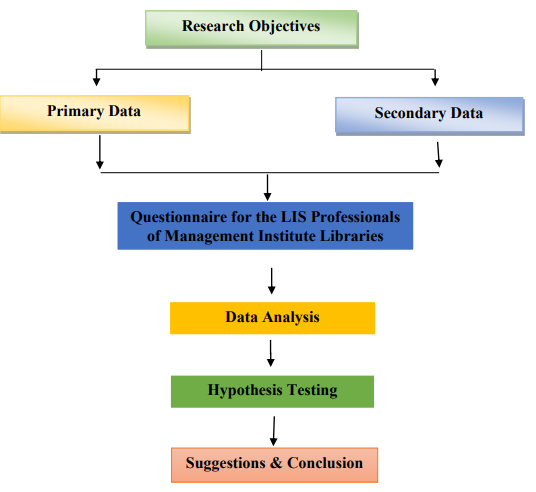 Research Objectives
Primary Data
Secondary Data
Questionnaire for the LIS Professionals
of Management Institute Libraries
Data Analysis
Hypothesis Testing
Suggestions & Conclusion